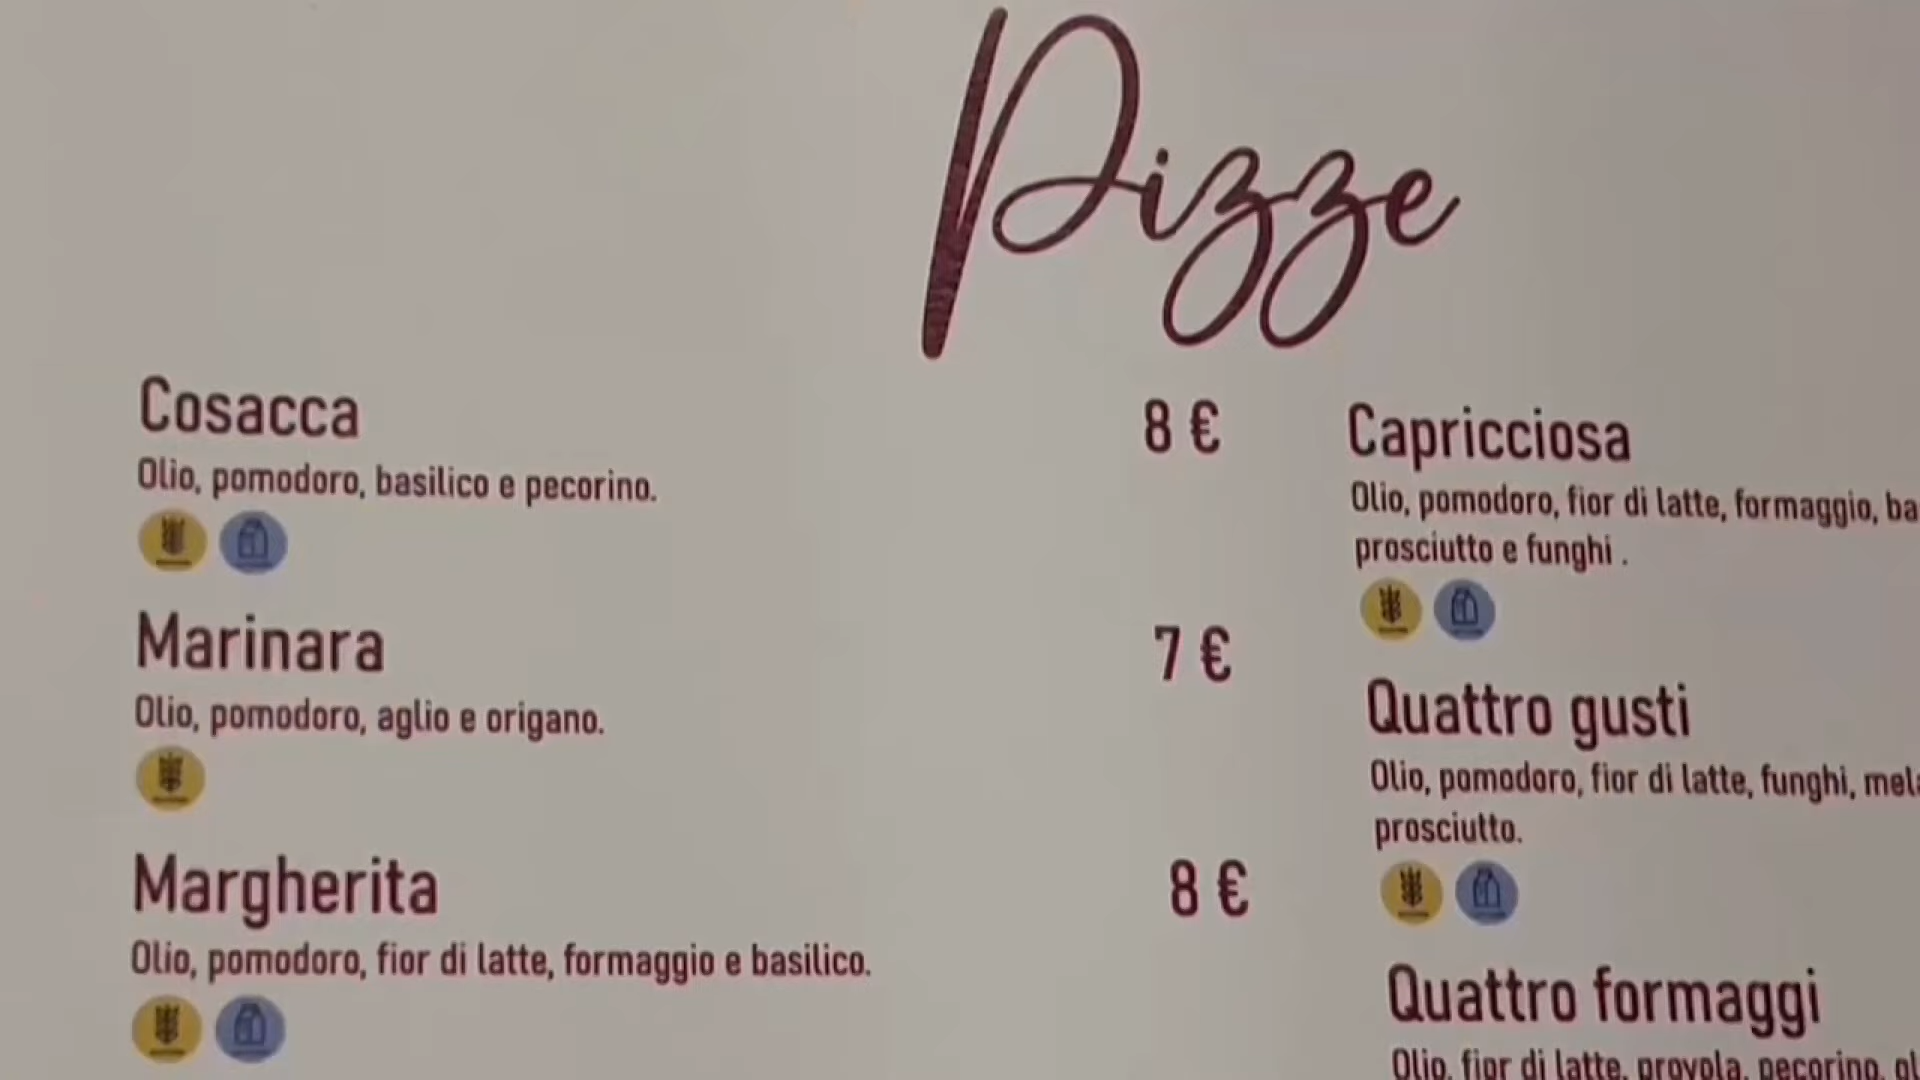 Pizze
Cosacca 8 €
Olio, pomodoro, basilico e pecorino.
Marinara 7 €
Olio, pomodoro, aglio e origano.
Margherita 8 €
Olio, pomodoro, fior di latte, formaggio e basilico.
Capricciosa
Olio, pomodoro, fior di latte, formaggio,
prosciutto e funghi .
Quattro gusti
Olio, pomodoro, fior di latte, funghi,
prosciutto.
Quattro formaggi
Olio, fior di latte, provola, pecorino,